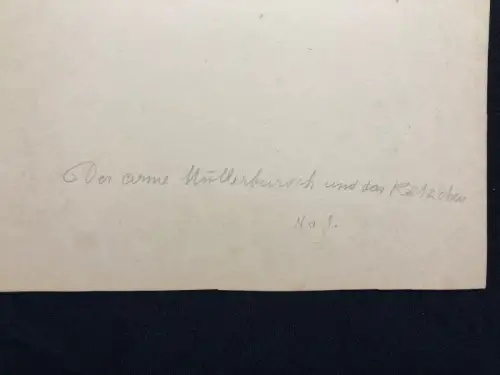 Der arme Müllerbursch und das Kätzchen
No 1.